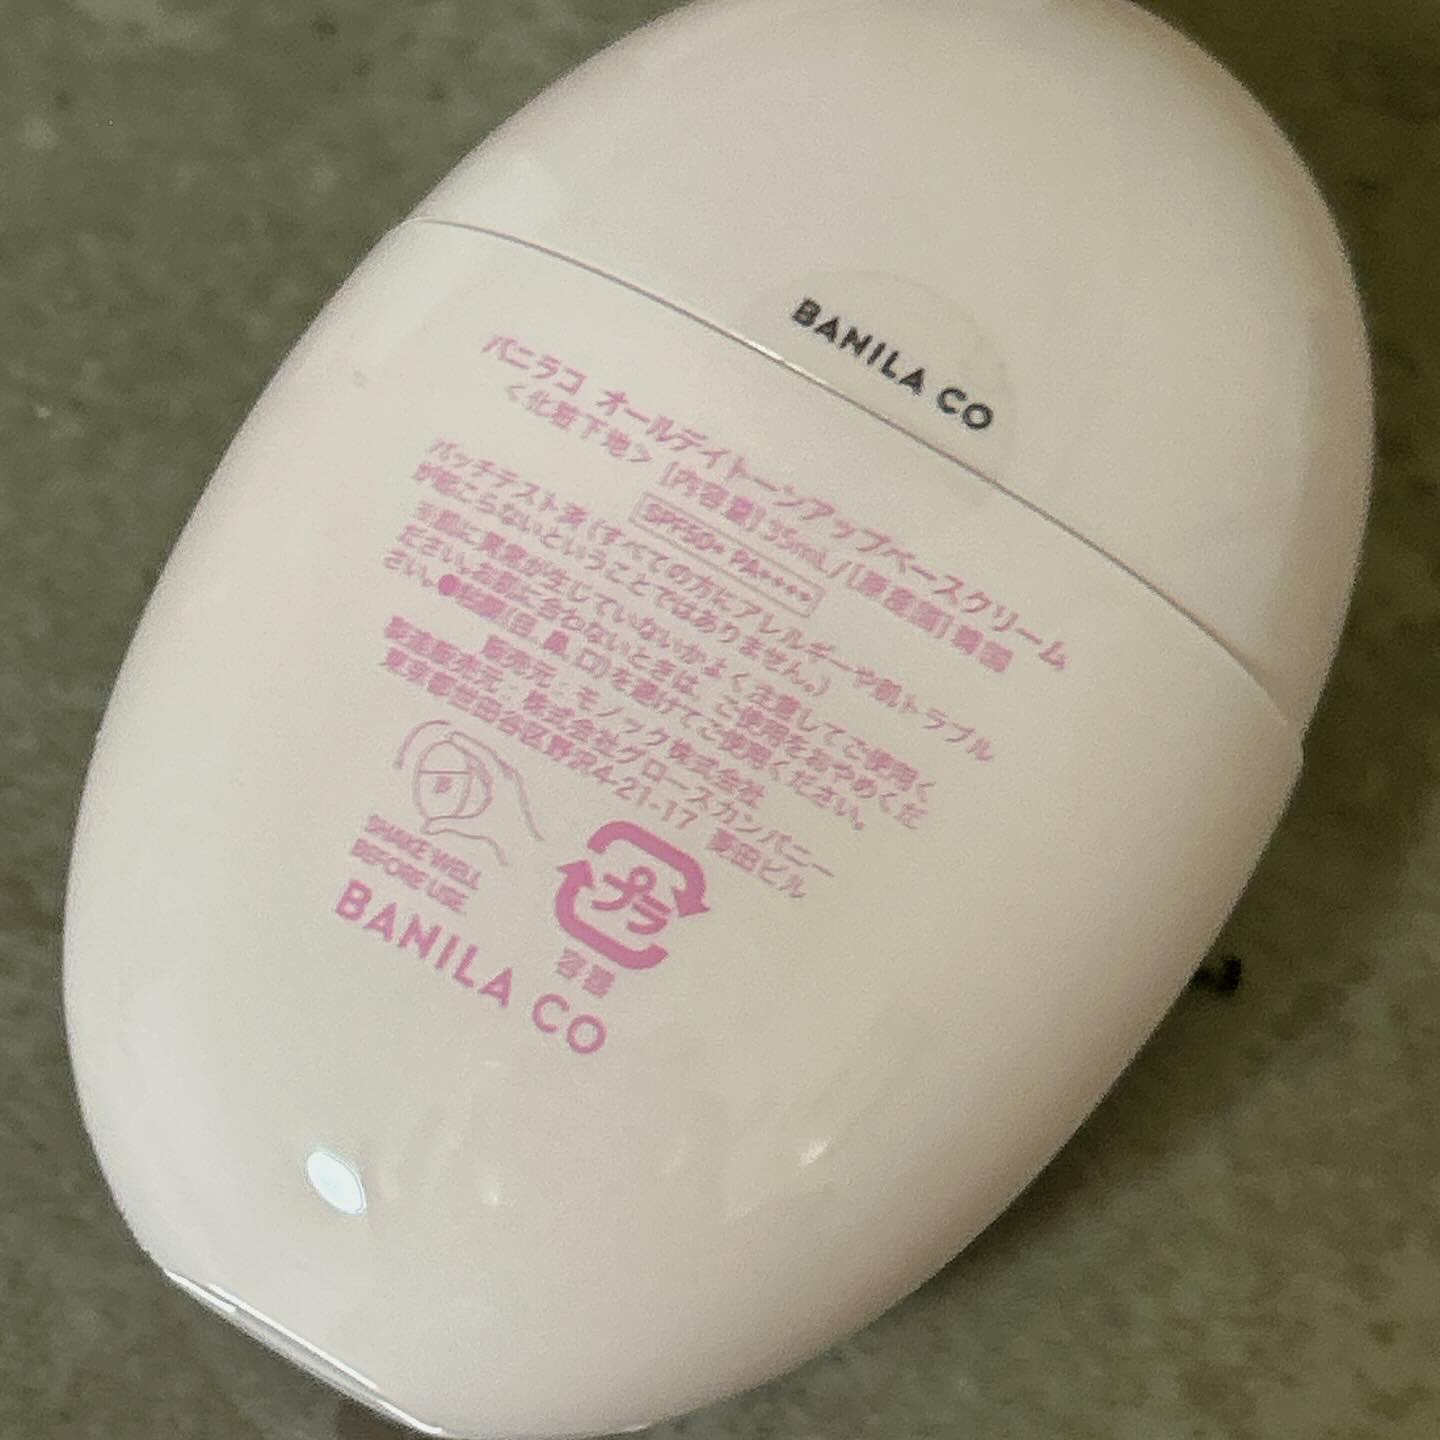 BANILA CO
バニラコ オールデイトーンアップベースクリーム
<化粧下地> [内容量] 35mL/[原産国] 韓国
SPF50+ PA++++
パッチテスト済(すべての方にアレルギーや肌トラブル
が起こらないということではありません。)
※肌に異常が生じていないかよく注意してご使用く
ださい。お肌に合わないときは、ご使用をおやめくだ
さい。●粘膜(目、鼻、口)を避けてご使用ください。
販売元:モノック株式会社
製造販売元:株式会社グロースカンパニー
東京都世田谷区野沢4-21-17 ビル
SHAKE WELL
BEFORE USE.
プラ
容器
BANILA CO